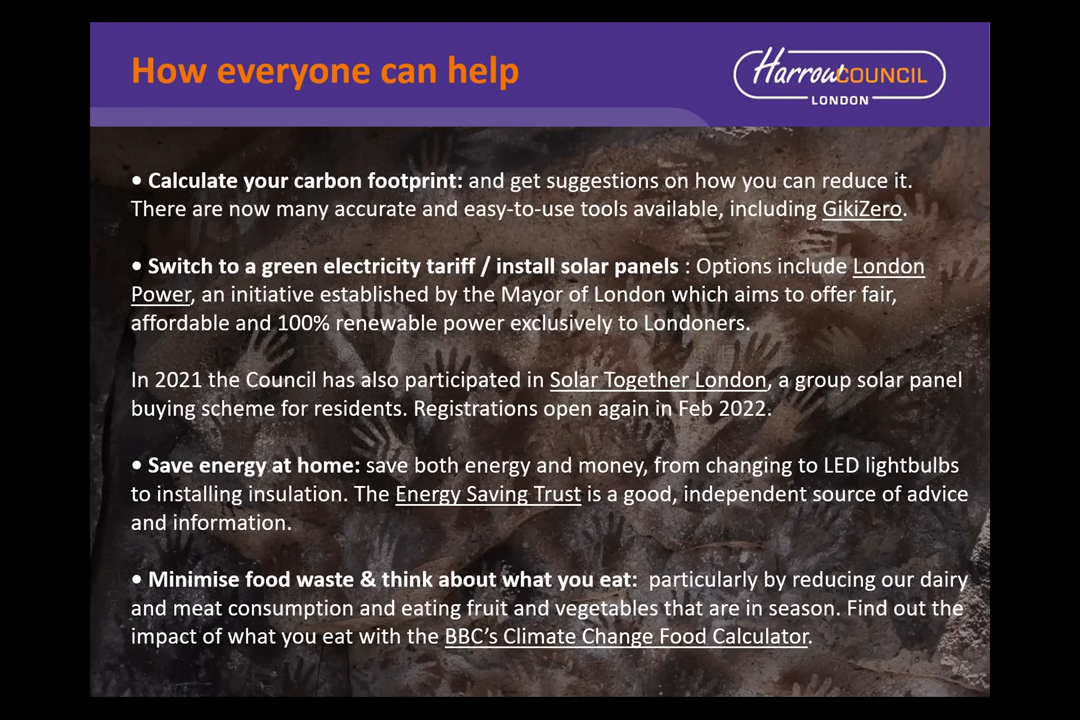 How everyone can help
Harrow COUNCIL
LONDON
• Calculate your carbon footprint: and get suggestions on how you can reduce it.
There are now many accurate and easy-to-use tools available, including GikiZero.
• Switch to a green electricity tariff / install solar panels : Options include London
Power, an initiative established by the Mayor of London which aims to offer fair,
affordable and 100% renewable power exclusively to Londoners.
In 2021 the Council has also participated in Solar Together London, a group solar panel
buying scheme for residents. Registrations open again in Feb 2022.
• Save energy at home: save both energy and money, from changing to LED lightbulbs
to installing insulation. The Energy Saving Trust is a good, independent source of advice
and information.
• Minimise food waste & think about what you eat:  particularly by reducing our dairy
and meat consumption and eating fruit and vegetables that are in season. Find out the
impact of what you eat with the BBC’s Climate Change Food Calculator.